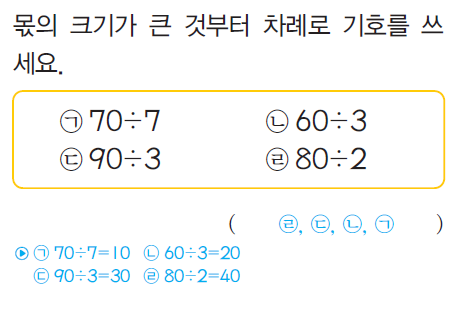 몫의 크기가 큰 것부터 차례로 기호를 쓰
세요.
㉠ 70÷7 ㉡ 60÷3
㉢ 90÷3 ㉣ 80÷2
( ㉣, ㉢, ㉡, ㉠ )
▶ ㉠ 70÷7=10 ㉡ 60÷3=20
㉢ 90÷3=30 ㉣ 80÷2=40